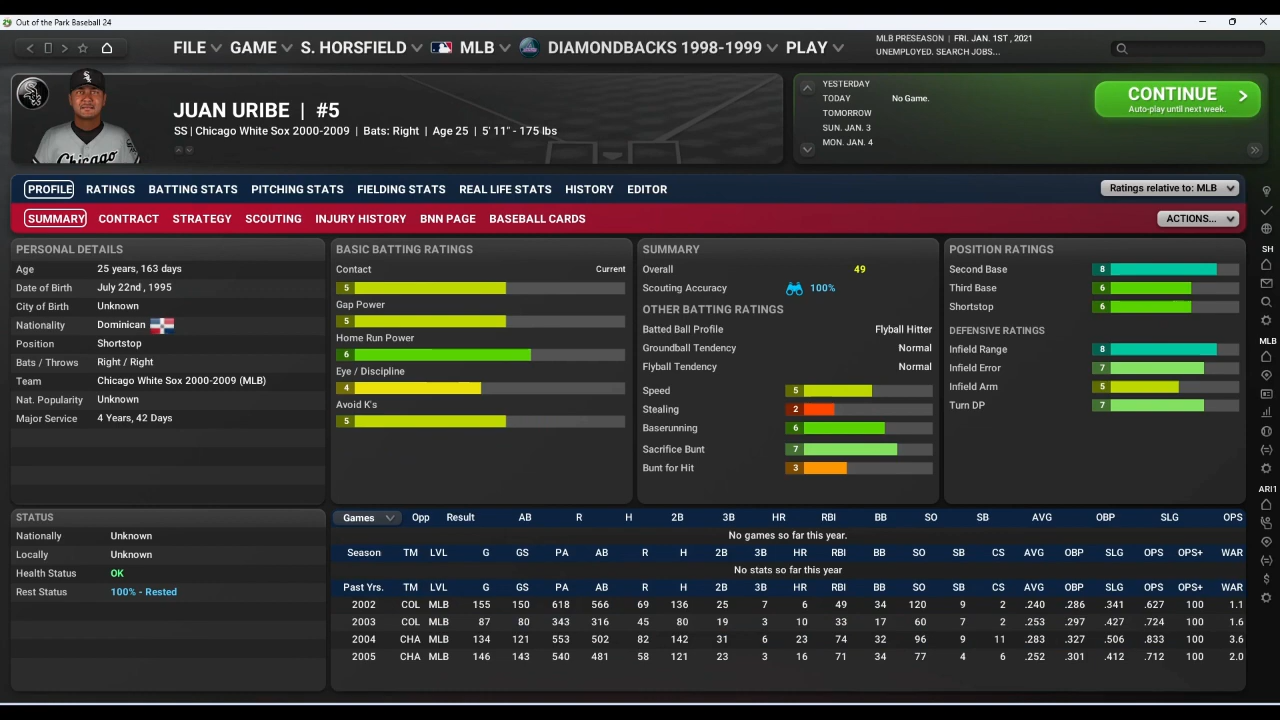 Out of the Park Baseball 24
FILE GAME S. HORSFIELD MLB DIAMONDBACKS 1998-1999 PLAY
MLB PRESEASON | FRI. JAN. 1ST , 2021
UNEMPLOYED. SEARCH JOBS...
JUAN URIBE | #5
SS | Chicago White Sox 2000-2009 | Bats: Right | Age 25 | 5' 11" - 175 lbs
Chicago
YESTERDAY
TODAY No Game.
TOMORROW
SUN. JAN. 3
MON. JAN. 4
CONTINUE
Auto-play until next week.
PROFILE RATINGS BATTING STATS PITCHING STATS FIELDING STATS REAL LIFE STATS HISTORY EDITOR
Ratings relative to: MLB
SUMMARY CONTRACT STRATEGY SCOUTING INJURY HISTORY BNN PAGE BASEBALL CARDS
ACTIONS...
PERSONAL DETAILS
Age 25 years, 163 days
Date of Birth July 22nd , 1995
City of Birth Unknown
Nationality Dominican
Position Shortstop
Bats / Throws Right / Right
Team Chicago White Sox 2000-2009 (MLB)
Nat. Popularity Unknown
Major Service 4 Years, 42 Days
BASIC BATTING RATINGS
Contact Current
5
Gap Power
5
Home Run Power
6
Eye / Discipline
4
Avoid K's
5
SUMMARY
Overall 49
Scouting Accuracy 100%
OTHER BATTING RATINGS
Batted Ball Profile Flyball Hitter
Groundball Tendency Normal
Flyball Tendency Normal
Speed 5
Stealing 2
Baserunning 6
Sacrifice Bunt 7
Bunt for Hit 3
POSITION RATINGS
Second Base 8
Third Base 6
Shortstop 6
DEFENSIVE RATINGS
Infield Range 8
Infield Error 7
Infield Arm 5
Turn DP 7
SH
MLB
ARI1
STATUS
Nationally Unknown
Locally Unknown
Health Status OK
Rest Status 100% - Rested
Games Opp Result AB R H 2B 3B HR RBI BB SO SB AVG OBP SLG OPS
No games so far this year.
Season TM LVL G GS PA AB R H 2B 3B HR RBI BB SO SB CS AVG OBP SLG OPS OPS+ WAR
No stats so far this year
Past Yrs. TM LVL G GS PA AB R H 2B 3B HR RBI BB SO SB CS AVG OBP SLG OPS OPS+ WAR
2002 COL MLB 155 150 618 566 69 136 25 7 6 49 34 120 9 2 .240 .286 .341 .627 100 1.1
2003 COL MLB 87 80 343 316 45 80 19 3 10 33 17 60 7 2 .253 .297 .427 .724 100 1.6
2004 CHA MLB 134 121 553 502 82 142 31 6 23 74 32 96 9 11 .283 .327 .506 .833 100 3.6
2005 CHA MLB 146 143 540 481 58 121 23 3 16 71 34 77 4 6 .252 .301 .412 .712 100 2.0